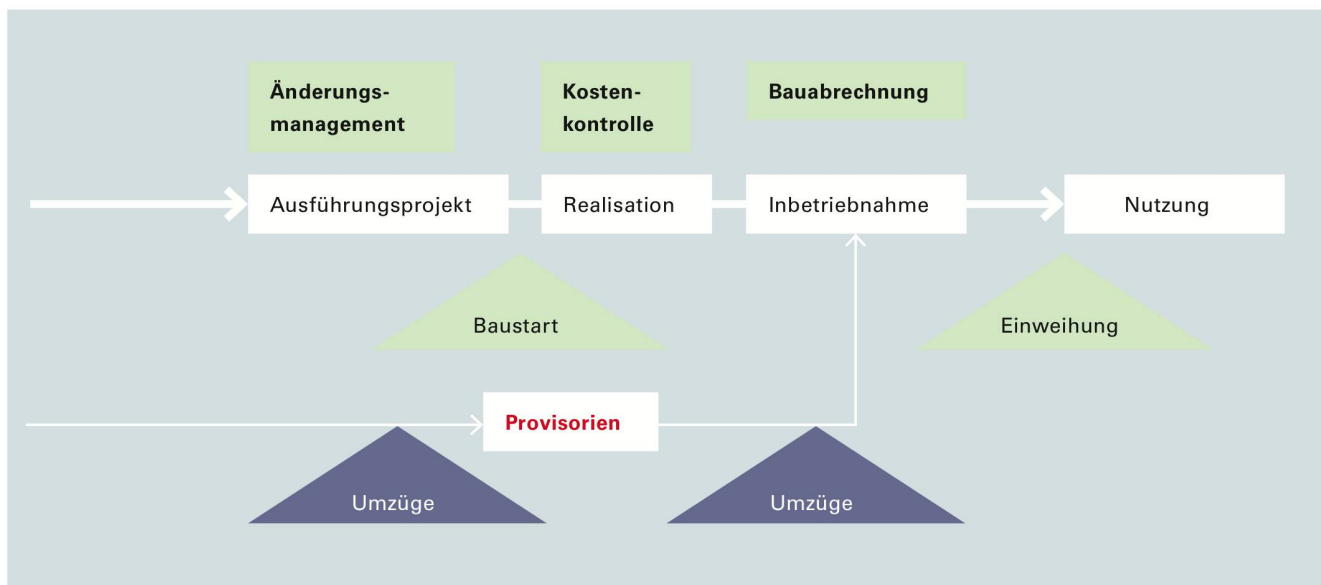 Änderungs-
management
Kosten-
kontrolle
Bauabrechnung
Ausführungsprojekt
Realisation
Inbetriebnahme
Nutzung
Baustart
Einweihung
Provisorien
Umzüge
Umzüge